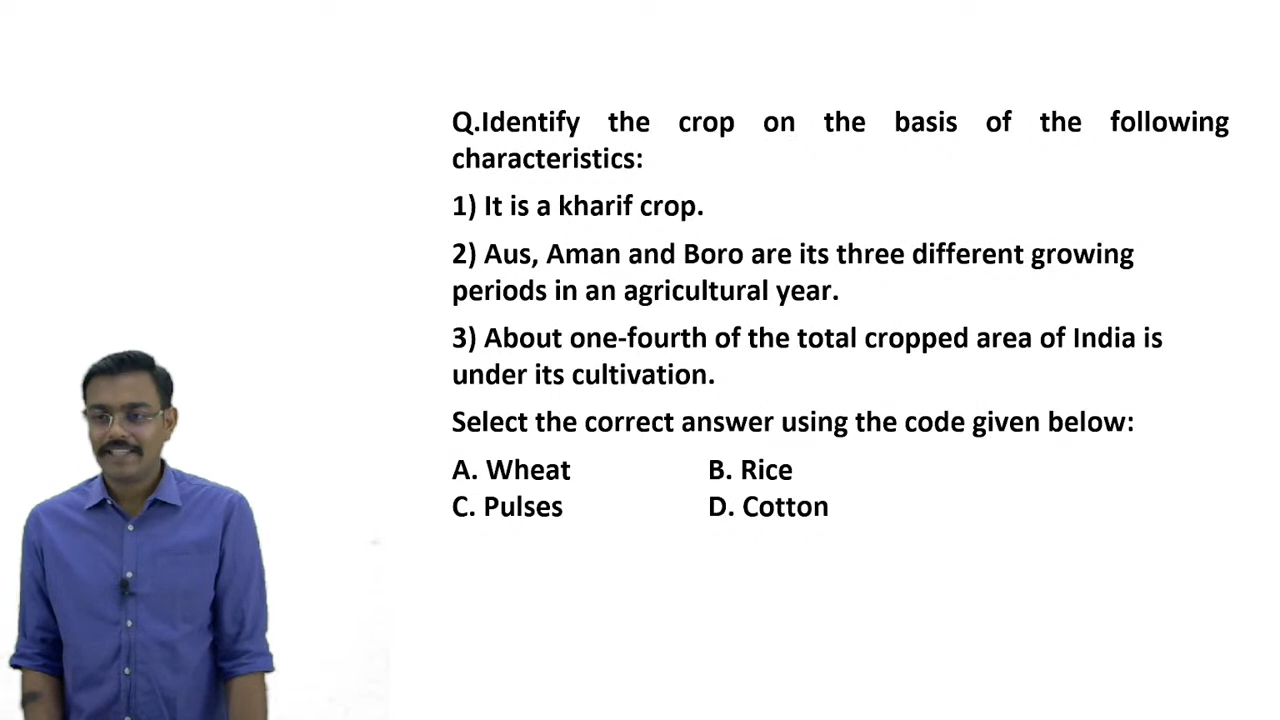 Q.Identify the crop on the basis of the following
characteristics:
1) It is a kharif crop.
2) Aus, Aman and Boro are its three different growing
periods in an agricultural year.
3) About one-fourth of the total cropped area of India is
under its cultivation.
Select the correct answer using the code given below:
A. Wheat B. Rice
C. Pulses D. Cotton